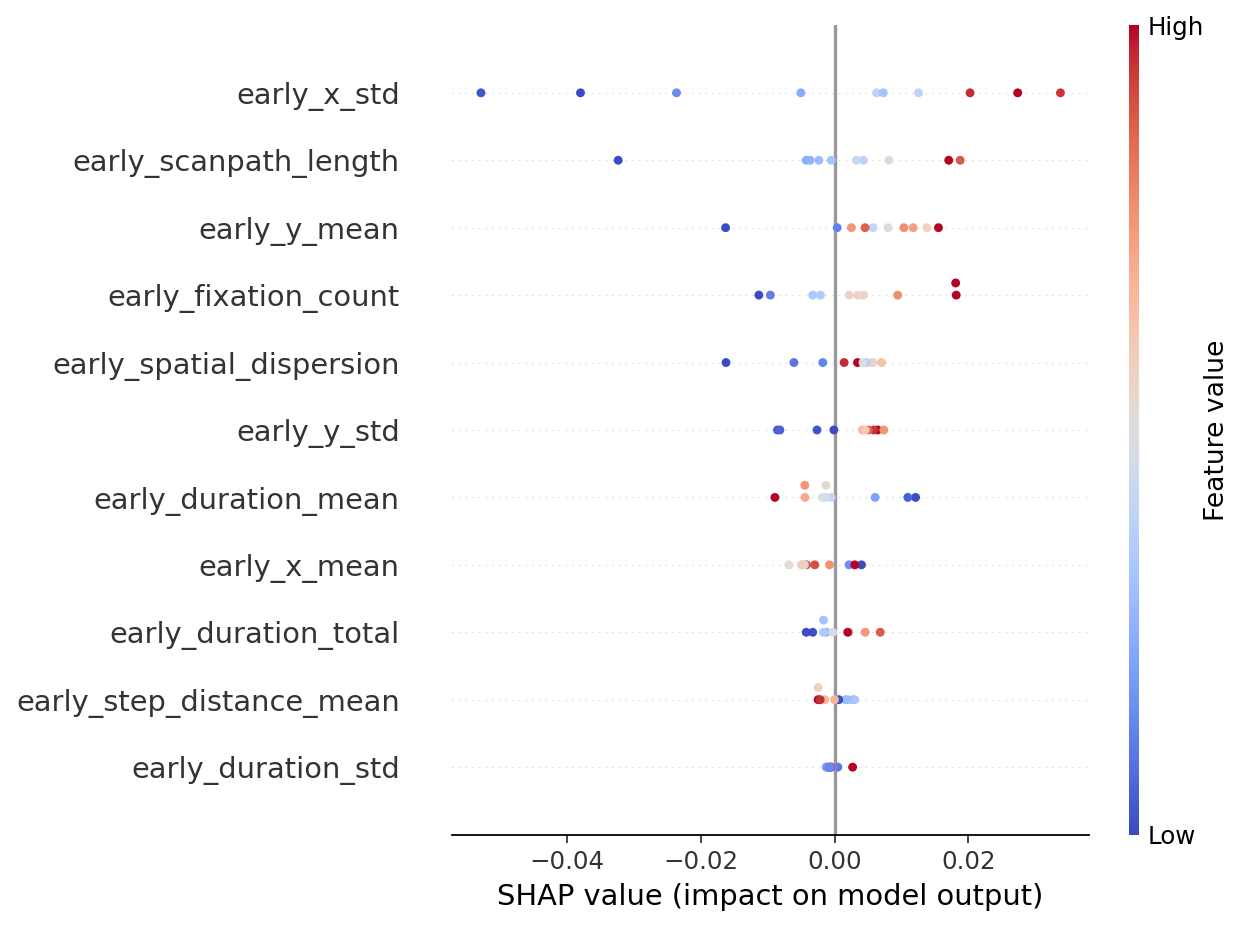 High
early_x_std
early_scanpath_length
early_y_mean
early_fixation_count
early_spatial_dispersion
early_y_std
early_duration_mean
early_x_mean
early_duration_total
early_step_distance_mean
early_duration_std
Feature value
Low
−0.04 −0.02 0.00 0.02
SHAP value (impact on model output)